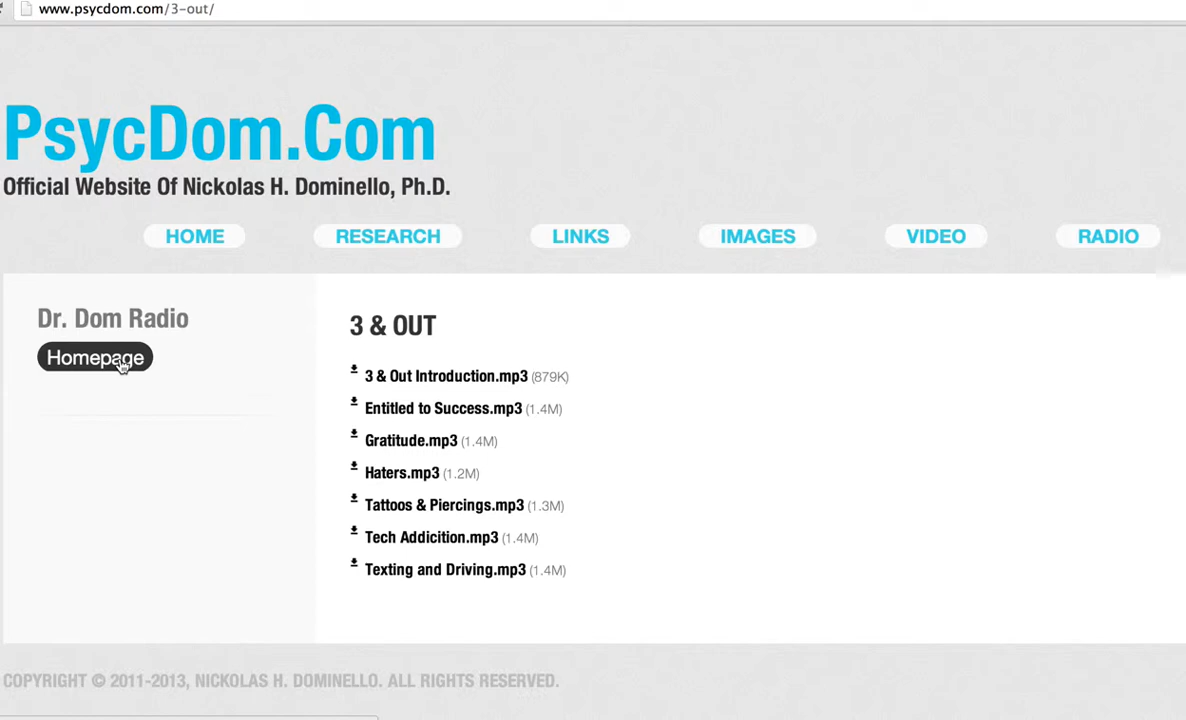 www.psycdom.com/3-out/
PsycDom.Com
Official Website Of Nickolas H. Dominello, Ph.D.
HOME RESEARCH LINKS IMAGES VIDEO RADIO
Dr. Dom Radio
Homepage
3 & OUT
3 & Out Introduction.mp3 (879K)
Entitled to Success.mp3 (1.4M)
Gratitude.mp3 (1.4M)
Haters.mp3 (1.2M)
Tattoos & Piercings.mp3 (1.3M)
Tech Addicition.mp3 (1.4M)
Texting and Driving.mp3 (1.4M)
COPYRIGHT © 2011-2013, NICKOLAS H. DOMINELLO. ALL RIGHTS RESERVED.